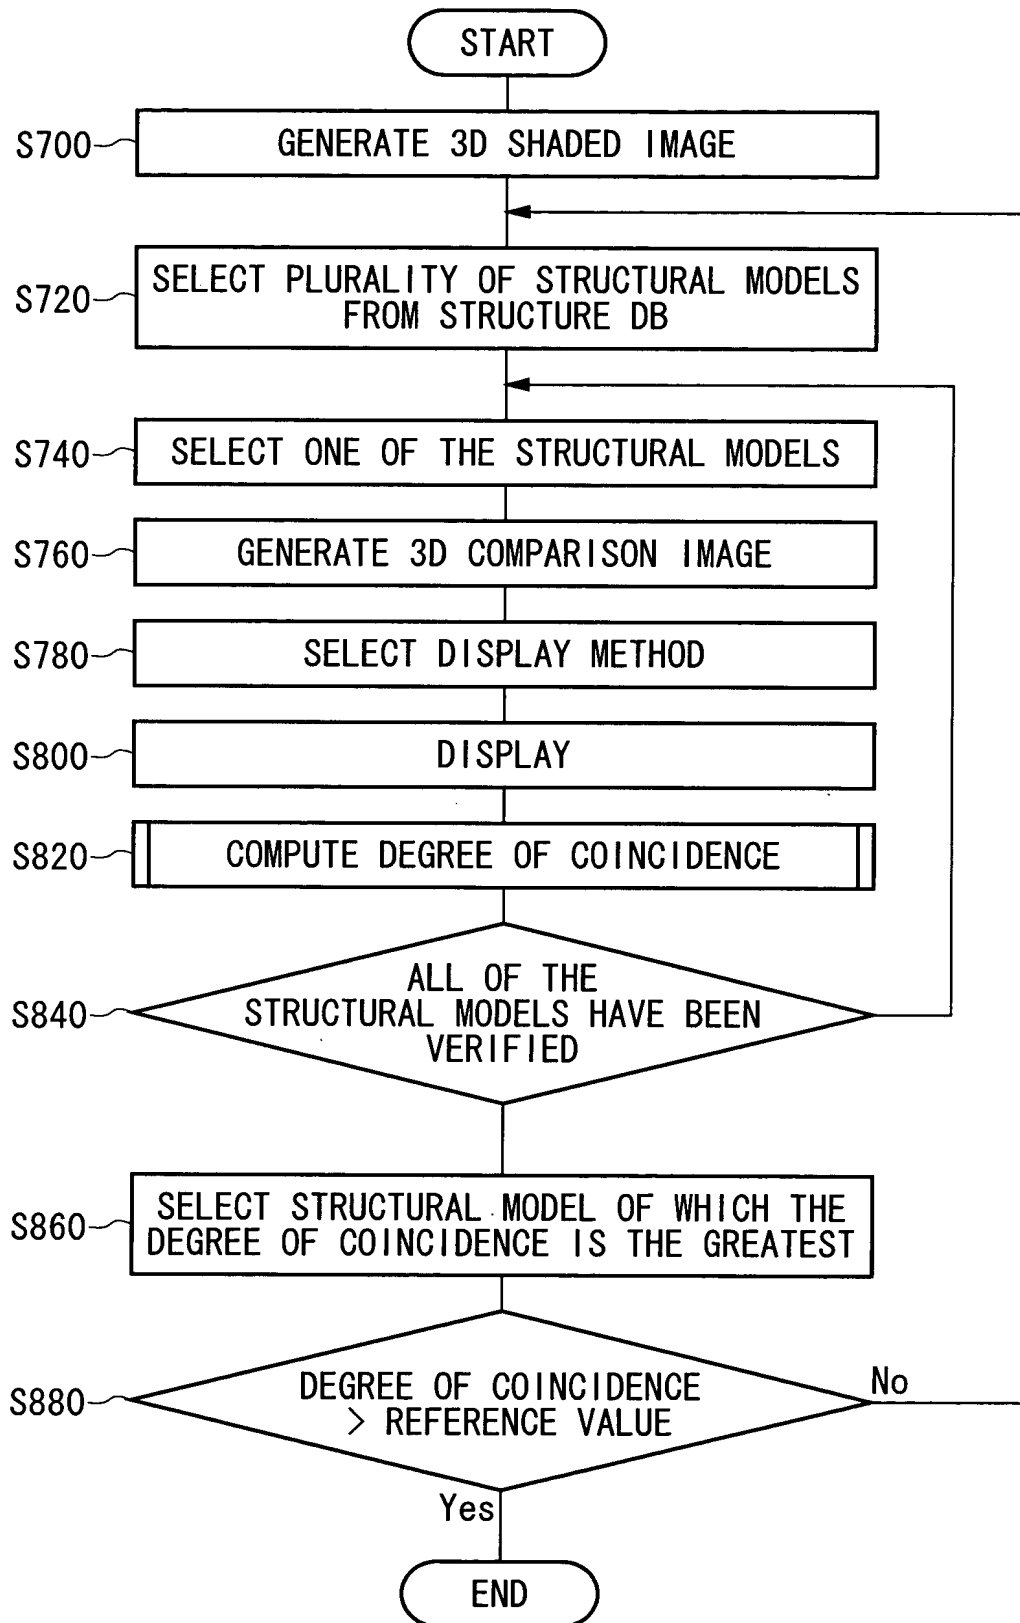 START
S700
GENERATE 3D SHADED IMAGE
S720
SELECT PLURALITY OF STRUCTURAL MODELS
FROM STRUCTURE DB
S740
SELECT ONE OF THE STRUCTURAL MODELS
S760
GENERATE 3D COMPARISON IMAGE
S780
SELECT DISPLAY METHOD
S800
DISPLAY
S820
COMPUTE DEGREE OF COINCIDENCE
S840
ALL OF THE
STRUCTURAL MODELS HAVE BEEN
VERIFIED
S860
SELECT STRUCTURAL MODEL OF WHICH THE
DEGREE OF COINCIDENCE IS THE GREATEST
S880
DEGREE OF COINCIDENCE
> REFERENCE VALUE
No
Yes
END